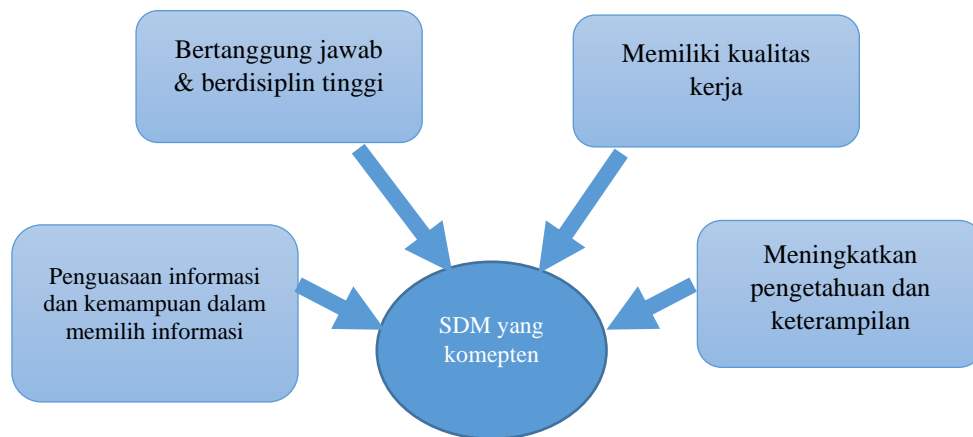 Bertanggung jawab
& berdisiplin tinggi
Memiliki kualitas
kerja
Penguasaan informasi
dan kemampuan dalam
memilih informasi
Meningkatkan
pengetahuan dan
keterampilan
SDM yang
komepten